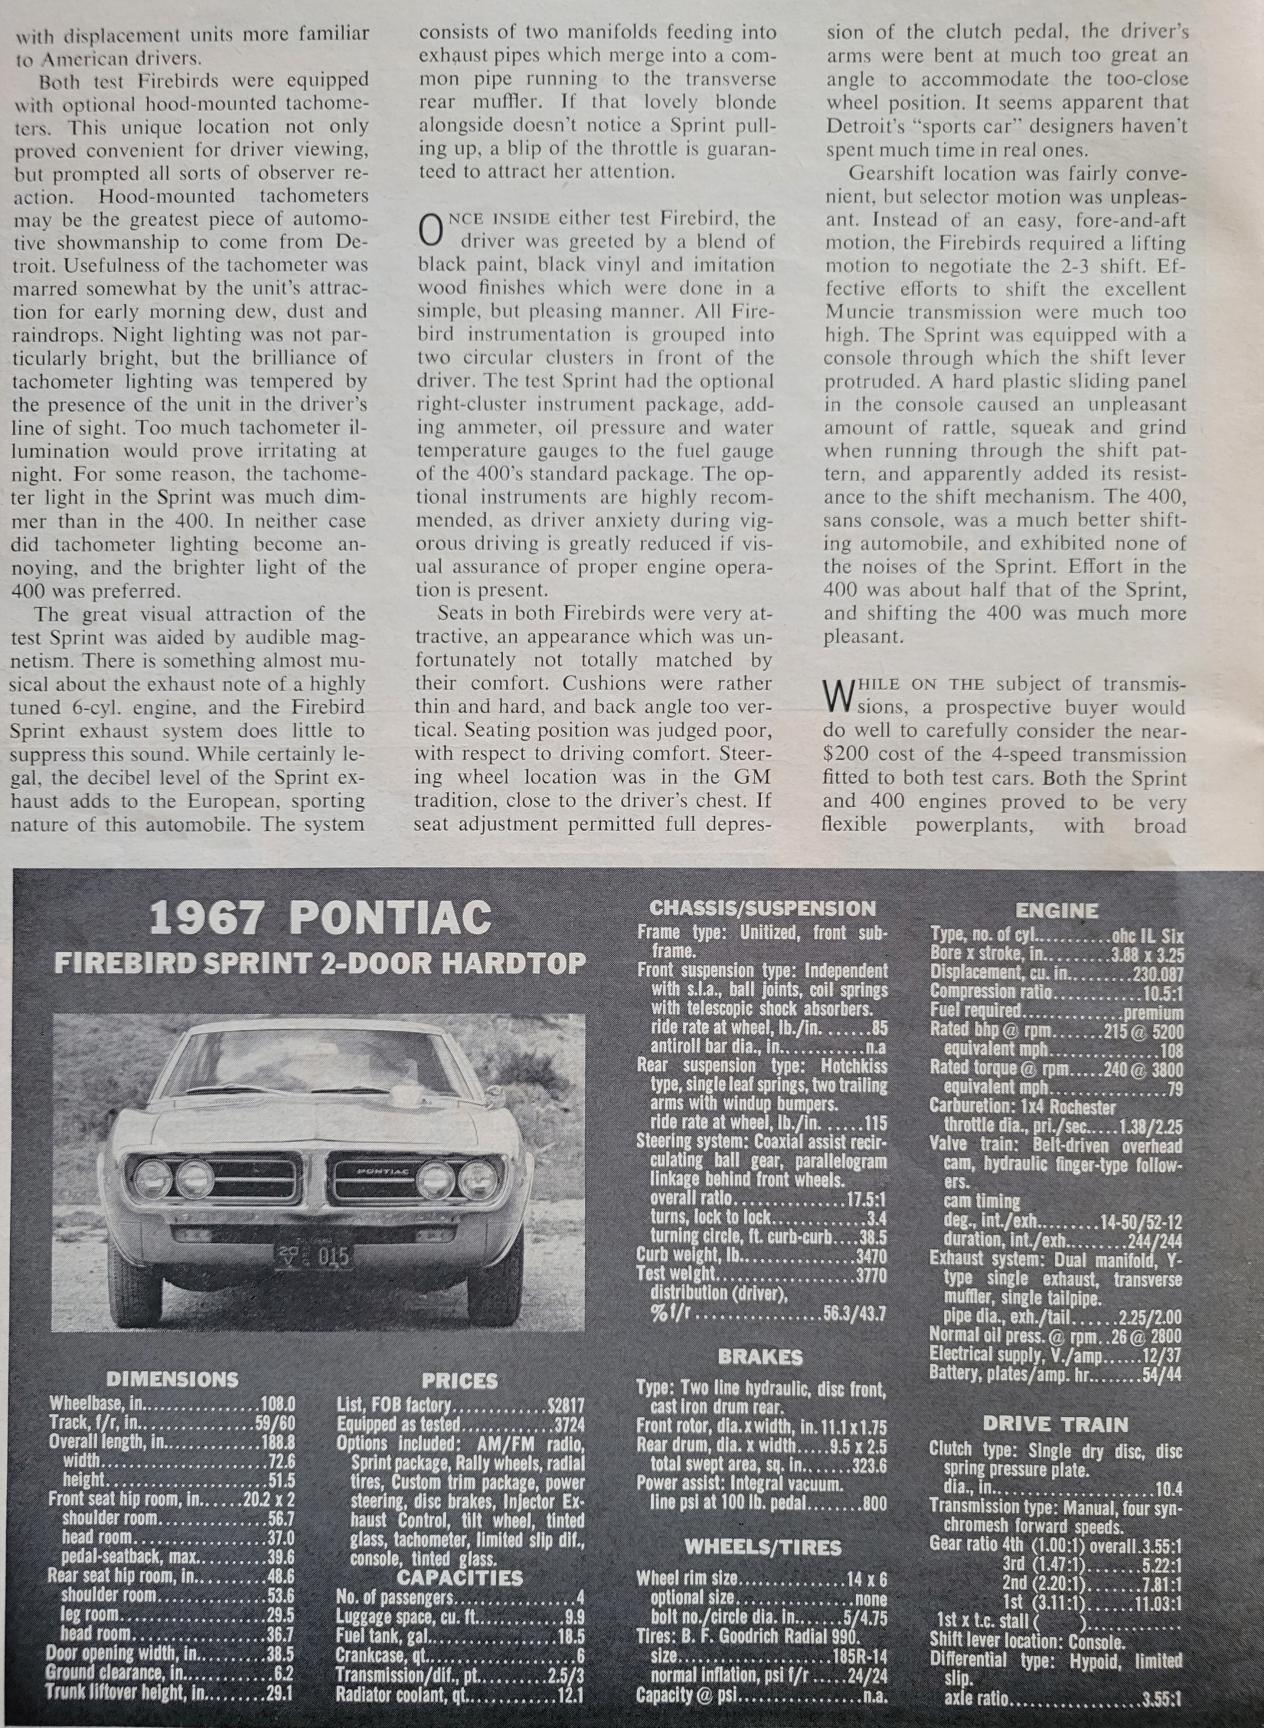 with displacement units more familiar
to American drivers.
Both test Firebirds were equipped
with optional hood-mounted tachome-
ters. This unique location not only
proved convenient for driver viewing,
but prompted all sorts of observer re-
action. Hood-mounted tachometers
may be the greatest piece of automo-
tive showmanship to come from De-
troit. Usefulness of the tachometer was
marred somewhat by the unit's attrac-
tion for early morning dew, dust and
raindrops. Night lighting was not par-
ticularly bright, but the brilliance of
tachometer lighting was tempered by
the presence of the unit in the driver's
line of sight. Too much tachometer il-
lumination would prove irritating at
night. For some reason, the tachome-
ter light in the Sprint was much dim-
mer than in the 400. In neither case
did tachometer lighting become an-
noying, and the brighter light of the
400 was preferred.
The great visual attraction of the
test Sprint was aided by audible mag-
netism. There is something almost mu-
sical about the exhaust note of a highly
tuned 6-cyl. engine, and the Firebird
Sprint exhaust system does little to
suppress this sound. While certainly le-
gal, the decibel level of the Sprint ex-
haust adds to the European, sporting
nature of this automobile. The system
consists of two manifolds feeding into
exhaust pipes which merge into a com-
mon pipe running to the transverse
rear muffler. If that lovely blonde
alongside doesn't notice a Sprint pull-
ing up, a blip of the throttle is guaran-
teed to attract her attention.
ONCE INSIDE either test Firebird, the
driver was greeted by a blend of
black paint, black vinyl and imitation
wood finishes which were done in a
simple, but pleasing manner. All Fire-
bird instrumentation is grouped into
two circular clusters in front of the
driver. The test Sprint had the optional
right-cluster instrument package, add-
ing ammeter, oil pressure and water
temperature gauges to the fuel gauge
of the 400's standard package. The op-
tional instruments are highly recom-
mended, as driver anxiety during vig-
orous driving is greatly reduced if vis-
ual assurance of proper engine opera-
tion is present.
Seats in both Firebirds were very at-
tractive, an appearance which was un-
fortunately not totally matched by
their comfort. Cushions were rather
thin and hard, and back angle too ver-
tical. Seating position was judged poor,
with respect to driving comfort. Steer-
ing wheel location was in the GM
tradition, close to the driver's chest. If
seat adjustment permitted full depres-
sion of the clutch pedal, the driver's
arms were bent at much too great an
angle to accommodate the too-close
wheel position. It seems apparent that
Detroit's "sports car" designers haven't
spent much time in real ones.
Gearshift location was fairly conve-
nient, but selector motion was unpleas-
ant. Instead of an easy, fore-and-aft
motion, the Firebirds required a lifting
motion to negotiate the 2-3 shift. Ef-
fective efforts to shift the excellent
Muncie transmission were much too
high. The Sprint was equipped with a
console through which the shift lever
protruded. A hard plastic sliding panel
in the console caused an unpleasant
amount of rattle, squeak and grind
when running through the shift pat-
tern, and apparently added its resist-
ance to the shift mechanism. The 400,
sans console, was a much better shift-
ing automobile, and exhibited none of
the noises of the Sprint. Effort in the
400 was about half that of the Sprint,
and shifting the 400 was much more
pleasant.
WHILE ON THE subject of transmis-
sions, a prospective buyer would
do well to carefully consider the near-
$200 cost of the 4-speed transmission
fitted to both test cars. Both the Sprint
and 400 engines proved to be very
flexible powerplants, with broad
1967 PONTIAC
FIREBIRD SPRINT 2-DOOR HARDTOP
PONTIAC
015
DIMENSIONS
Wheelbase, in..............108.0
Track, f/r, in..............59/60
Overall length, in..............188.8
width..............72.6
height..............51.5
Front seat hip room, in......20.2 x 2
shoulder room..............56.7
head room..............37.0
pedal-seatback, max..............39.6
Rear seat hip room, in..............48.6
shoulder room..............53.6
leg room..............29.5
head room..............36.7
Door opening width, in..............38.5
Ground clearance, in..............6.2
Trunk liftover height, in..............29.1
PRICES
List, FOB factory..............$2817
Equipped as tested..............3724
Options included: AM/FM radio,
Sprint package, Rally wheels, radial
tires, Custom trim package, power
steering, disc brakes, Injector Ex-
haust Control, tilt wheel, tinted
glass, tachometer, limited slip dif.,
console, tinted glass.
CAPACITIES
No. of passengers..............4
Luggage space, cu. ft..............9.9
Fuel tank, gal..............18.5
Crankcase, qt..............6
Transmission/dif., pt..............2.5/3
Radiator coolant, qt..............12.1
CHASSIS/SUSPENSION
Frame type: Unitized, front sub-
frame.
Front suspension type: Independent
with s.l.a., ball joints, coil springs
with telescopic shock absorbers.
ride rate at wheel, lb./in........85
antiroll bar dia., in..............n.a
Rear suspension type: Hotchkiss
type, single leaf springs, two trailing
arms with windup bumpers.
ride rate at wheel, lb./in.......115
Steering system: Coaxial assist recir-
culating ball gear, parallelogram
linkage behind front wheels.
overall ratio..............17.5:1
turns, lock to lock..............3.4
turning circle, ft. curb-curb....38.5
Curb weight, lb..............3470
Test weight..............3770
distribution (driver),
% f/r..............56.3/43.7
BRAKES
Type: Two line hydraulic, disc front,
cast iron drum rear.
Front rotor, dia. x width, in. 11.1 x 1.75
Rear drum, dia. x width.....9.5 x 2.5
total swept area, sq. in.......323.6
Power assist: Integral vacuum.
line psi at 100 lb. pedal........800
WHEELS/TIRES
Wheel rim size..............14 x 6
optional size..............none
bolt no./circle dia. in......5/4.75
Tires: B. F. Goodrich Radial 990.
size..............185R-14
normal inflation, psi f/r.....24/24
Capacity @ psi..............n.a.
ENGINE
Type, no. of cyl...........ohc IL Six
Bore x stroke, in.........3.88 x 3.25
Displacement, cu. in.........230.087
Compression ratio............10.5:1
Fuel required..............premium
Rated bhp @ rpm.......215 @ 5200
equivalent mph..............108
Rated torque @ rpm.....240 @ 3800
equivalent mph..............79
Carburetion: 1x4 Rochester
throttle dia., pri./sec.....1.38/2.25
Valve train: Belt-driven overhead
cam, hydraulic finger-type follow-
ers.
cam timing
deg., int./exh.........14-50/52-12
duration, int./exh.........244/244
Exhaust system: Dual manifold, Y-
type single exhaust, transverse
muffler, single tailpipe.
pipe dia., exh./tail......2.25/2.00
Normal oil press. @ rpm..26 @ 2800
Electrical supply, V./amp......12/37
Battery, plates/amp. hr........54/44
DRIVE TRAIN
Clutch type: Single dry disc, disc
spring pressure plate.
dia., in..............10.4
Transmission type: Manual, four syn-
chromesh forward speeds.
Gear ratio 4th (1.00:1) overall.3.55:1
3rd (1.47:1).......5.22:1
2nd (2.20:1).......7.81:1
1st (3.11:1)......11.03:1
1st x t.c. stall ( )..............
Shift lever location: Console.
Differential type: Hypoid, limited
slip.
axle ratio..............3.55:1